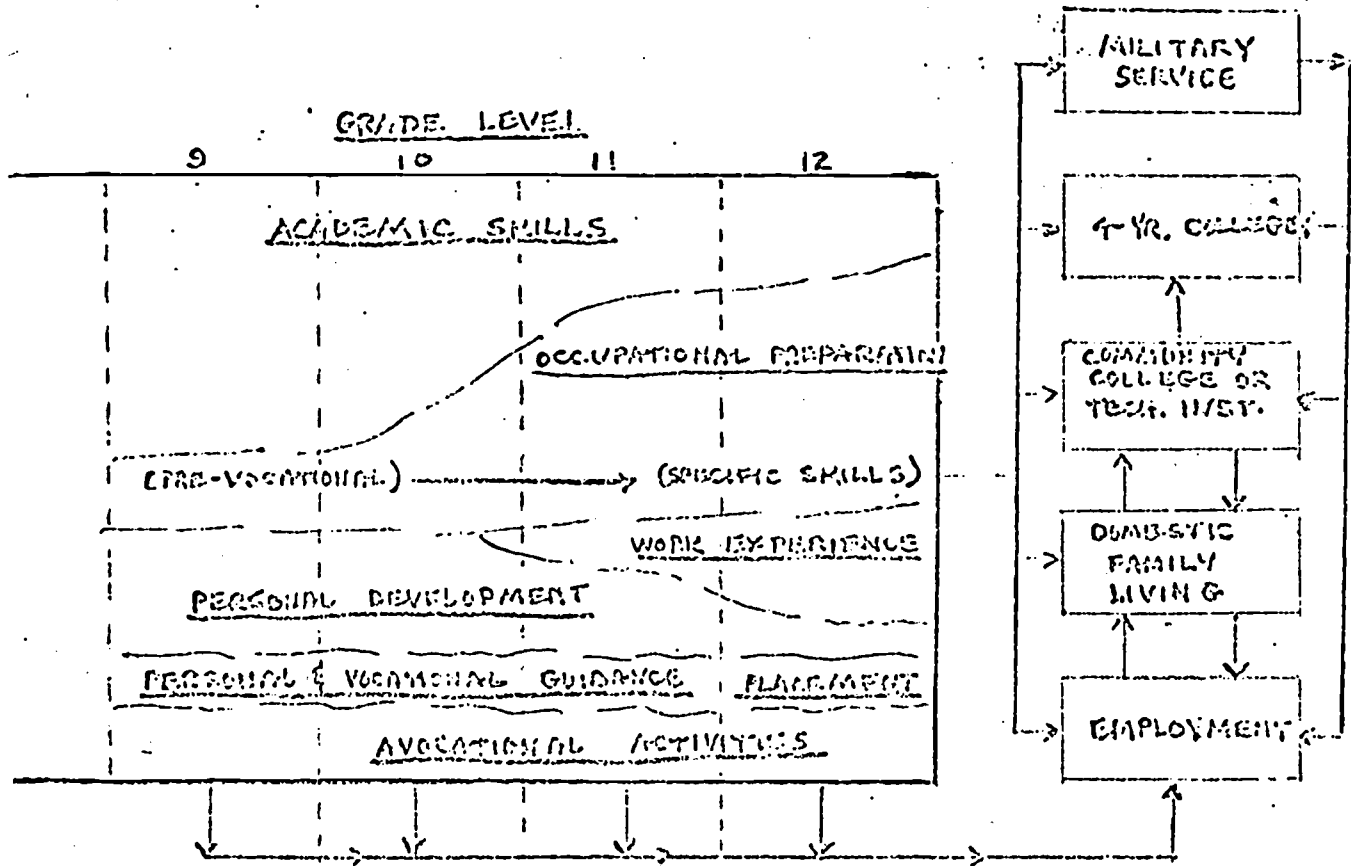 GRADE LEVEL
9 10 11 12
ACADEMIC SKILLS
OCCUPATIONAL
(PRE-VOCATIONAL) (SPECIFIC SKILLS)
WORK EXPERIENCE
PERSONAL DEVELOPMENT
PERSONAL & VOCATIONAL GUIDANCE PLACEMENT
AVOCATIONAL ACTIVITIES
MILITARY
SERVICE
4-YR. COLLEGE
COMMUNITY
COLLEGE OR
TECH. INST.
DOMESTIC
FAMILY
LIVING
EMPLOYMENT